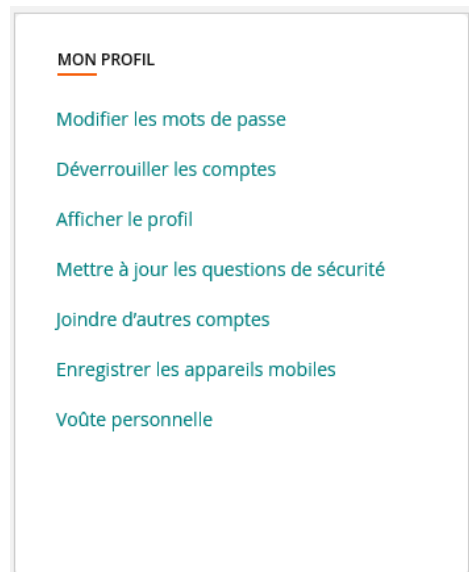 MON PROFIL
Modifier les mots de passe
Déverrouiller les comptes
Afficher le profil
Mettre à jour les questions de sécurité
Joindre d’autres comptes
Enregistrer les appareils mobiles
Voûte personnelle